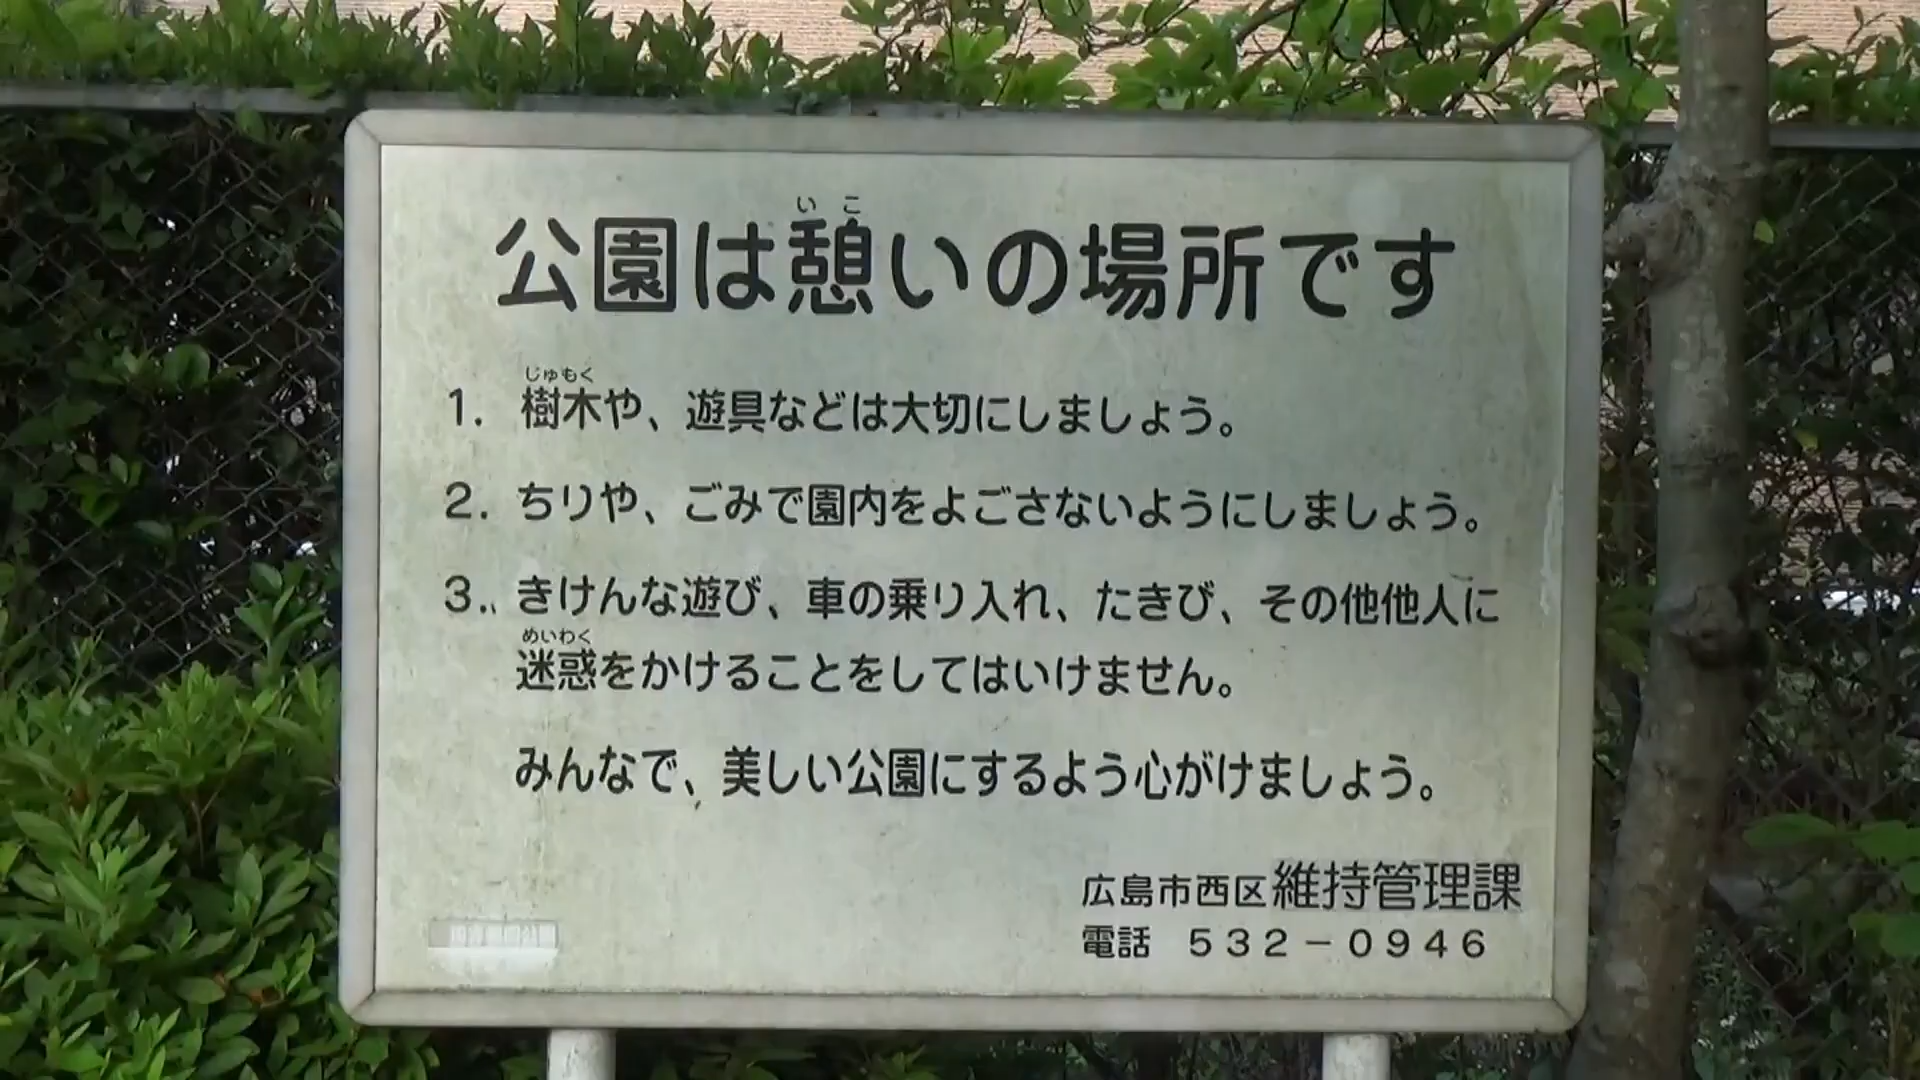 いこ
公園は憩いの場所です
じゅもく
1. 樹木や、遊具などは大切にしましょう。
2. ちりや、ごみで園内をよごさないようにしましょう。
3. きけんな遊び、車の乗り入れ、たきび、その他他人に
めいわく
迷惑をかけることをしてはいけません。
みんなで、美しい公園にするよう心がけましょう。
広島市西区維持管理課
電話 532-0946